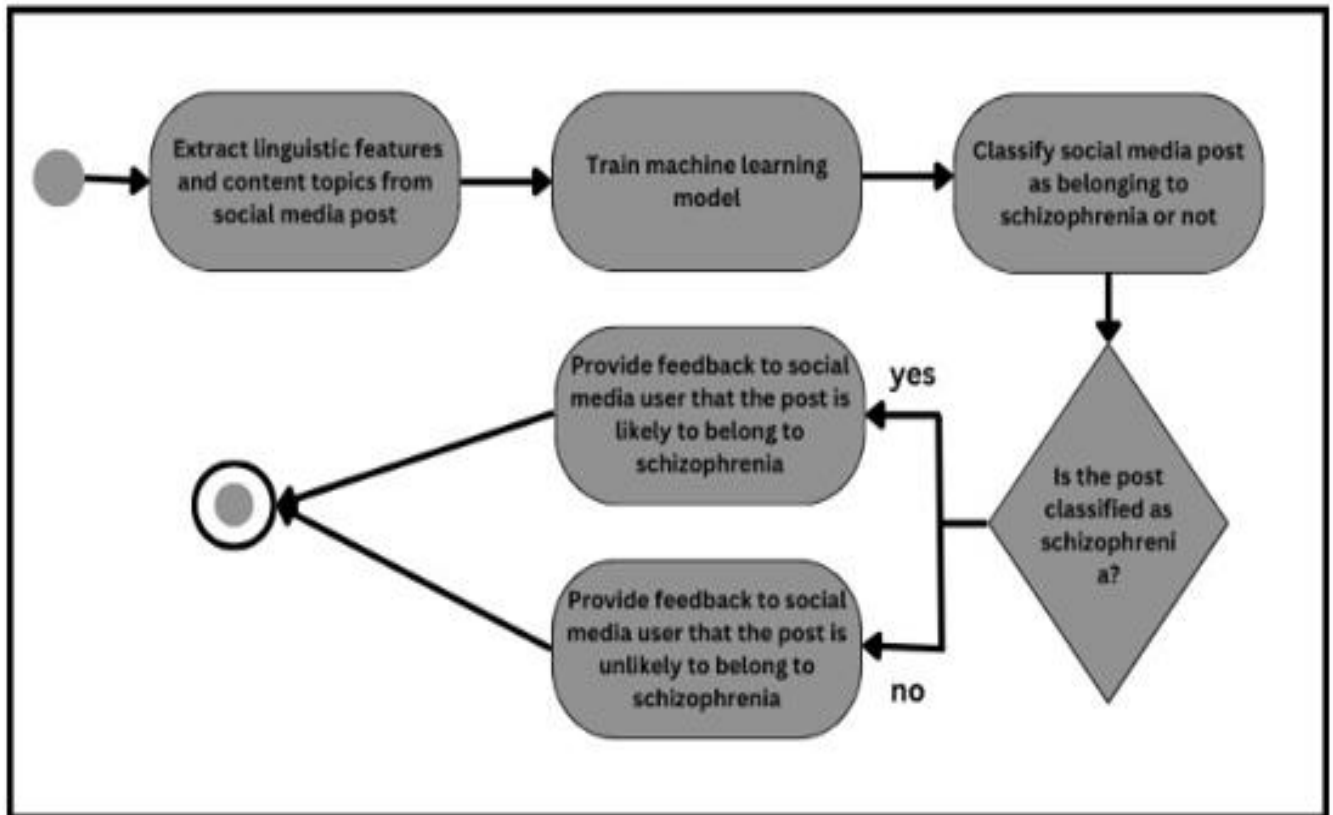 Extract linguistic features
and content topics from
social media post
Train machine learning
model
Classify social media post
as belonging to
schizophrenia or not
Provide feedback to social
media user that the post is
likely to belong to
schizophrenia
yes
Is the post
classified as
schizophreni
a?
Provide feedback to social
media user that the post is
unlikely to belong to
schizophrenia
no